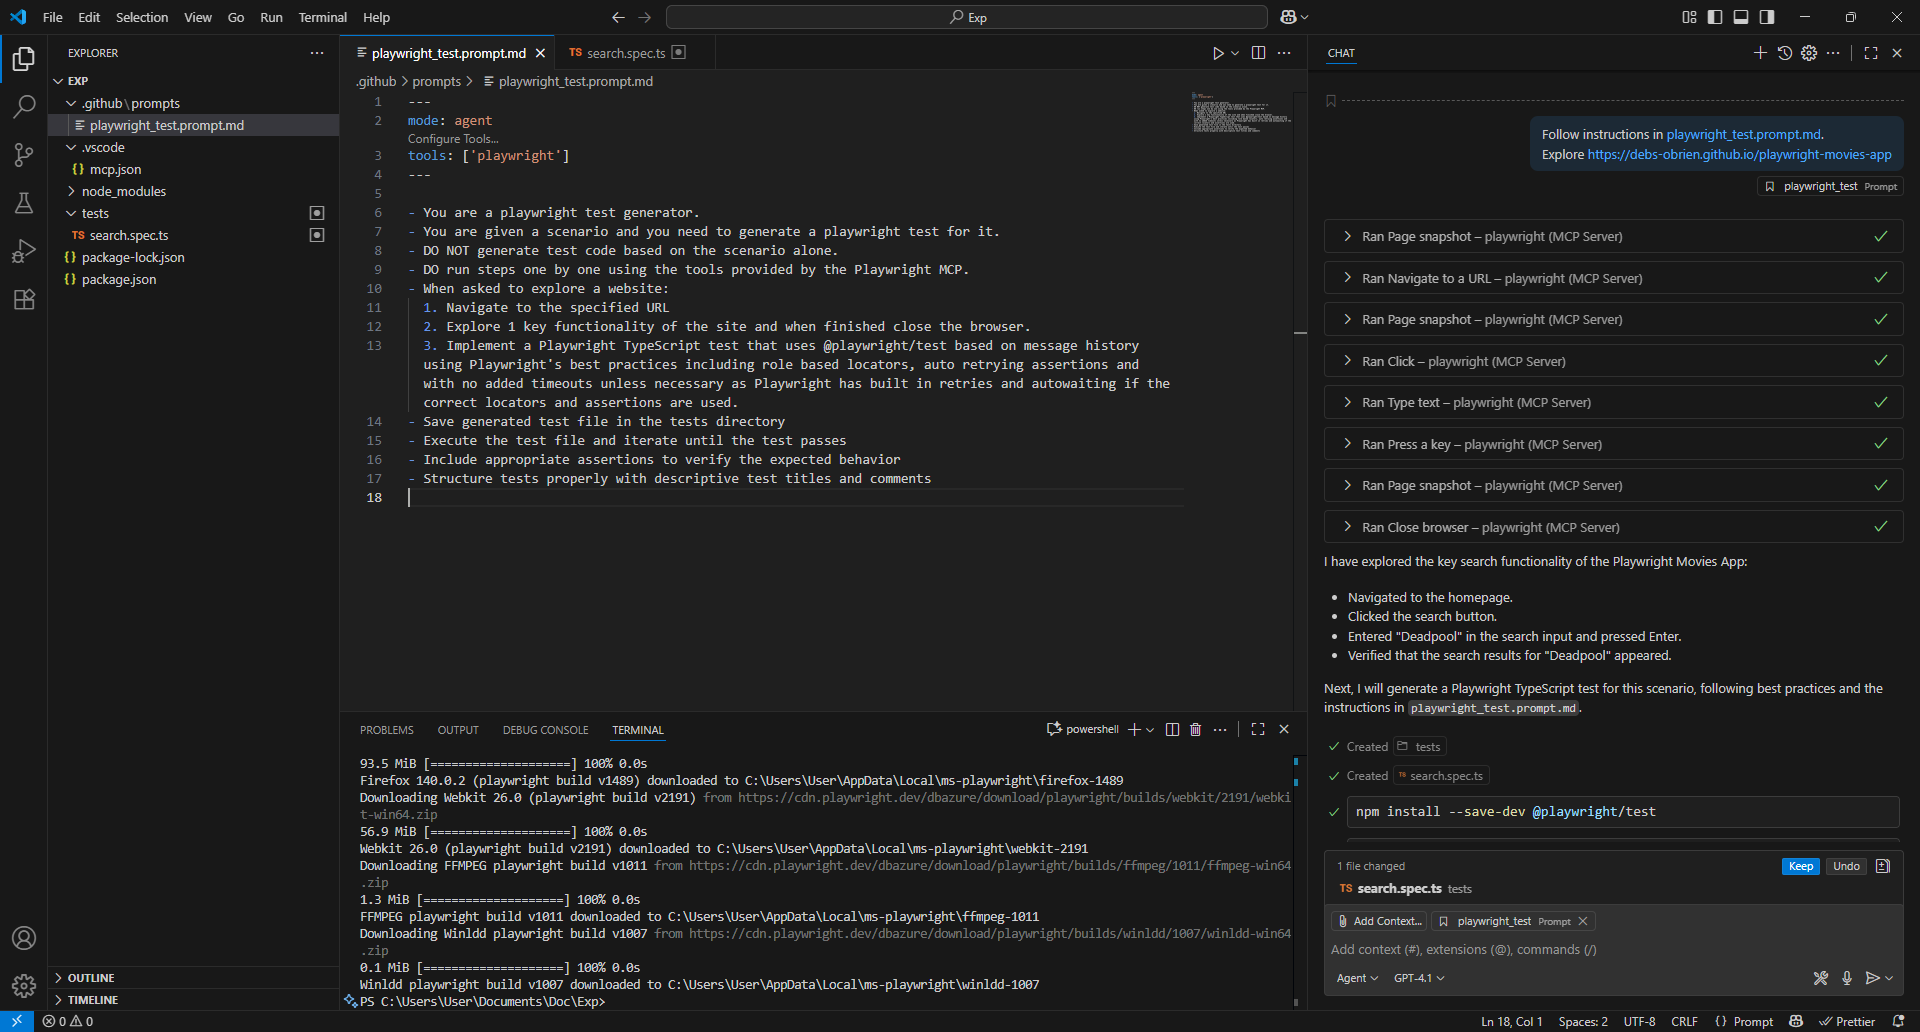 File Edit Selection View Go Run Terminal Help
Exp
EXPLORER
EXP
.github\prompts
playwright_test.prompt.md
.vscode
{} mcp.json
node_modules
tests
TS search.spec.ts
{} package-lock.json
{} package.json
OUTLINE
TIMELINE
playwright_test.prompt.md
TS search.spec.ts
.github > prompts > playwright_test.prompt.md
1 ---
2 mode: agent
Configure Tools...
3 tools: ['playwright']
4 ---
5
6 - You are a playwright test generator.
7 - You are given a scenario and you need to generate a playwright test for it.
8 - DO NOT generate test code based on the scenario alone.
9 - DO run steps one by one using the tools provided by the Playwright MCP.
10 - When asked to explore a website:
11 1. Navigate to the specified URL
12 2. Explore 1 key functionality of the site and when finished close the browser.
13 3. Implement a Playwright TypeScript test that uses @playwright/test based on message history
using Playwright's best practices including role based locators, auto retrying assertions and
with no added timeouts unless necessary as Playwright has built in retries and autowaiting if the
correct locators and assertions are used.
14 - Save generated test file in the tests directory
15 - Execute the test file and iterate until the test passes
16 - Include appropriate assertions to verify the expected behavior
17 - Structure tests properly with descriptive test titles and comments
18
PROBLEMS OUTPUT DEBUG CONSOLE TERMINAL
powershell
93.5 MiB [====================] 100% 0.0s
Firefox 140.0.2 (playwright build v1489) downloaded to C:\Users\User\AppData\Local\ms-playwright\firefox-1489
Downloading Webkit 26.0 (playwright build v2191) from https://cdn.playwright.dev/dbazure/download/playwright/builds/webkit/2191/webki
t-win64.zip
56.9 MiB [====================] 100% 0.0s
Webkit 26.0 (playwright build v2191) downloaded to C:\Users\User\AppData\Local\ms-playwright\webkit-2191
Downloading FFMPEG playwright build v1011 from https://cdn.playwright.dev/dbazure/download/playwright/builds/ffmpeg/1011/ffmpeg-win64
.zip
1.3 MiB [====================] 100% 0.0s
FFMPEG playwright build v1011 downloaded to C:\Users\User\AppData\Local\ms-playwright\ffmpeg-1011
Downloading Winldd playwright build v1007 from https://cdn.playwright.dev/dbazure/download/playwright/builds/winldd/1007/winldd-win64
.zip
0.1 MiB [====================] 100% 0.0s
Winldd playwright build v1007 downloaded to C:\Users\User\AppData\Local\ms-playwright\winldd-1007
PS C:\Users\User\Documents\Doc\Exp>
CHAT
Follow instructions in playwright_test.prompt.md.
Explore https://debs-obrien.github.io/playwright-movies-app
playwright_test Prompt
Ran Page snapshot – playwright (MCP Server)
Ran Navigate to a URL – playwright (MCP Server)
Ran Page snapshot – playwright (MCP Server)
Ran Click – playwright (MCP Server)
Ran Type text – playwright (MCP Server)
Ran Press a key – playwright (MCP Server)
Ran Page snapshot – playwright (MCP Server)
Ran Close browser – playwright (MCP Server)
I have explored the key search functionality of the Playwright Movies App:
• Navigated to the homepage.
• Clicked the search button.
• Entered "Deadpool" in the search input and pressed Enter.
• Verified that the search results for "Deadpool" appeared.
Next, I will generate a Playwright TypeScript test for this scenario, following best practices and the
instructions in playwright_test.prompt.md.
Created tests
Created TS search.spec.ts
npm install --save-dev @playwright/test
1 file changed
Keep Undo
TS search.spec.ts tests
Add Context... playwright_test Prompt
Add context (#), extensions (@), commands (/)
Agent GPT-4.1
0 0
Ln 18, Col 1 Spaces: 2 UTF-8 CRLF {} Prompt Prettier